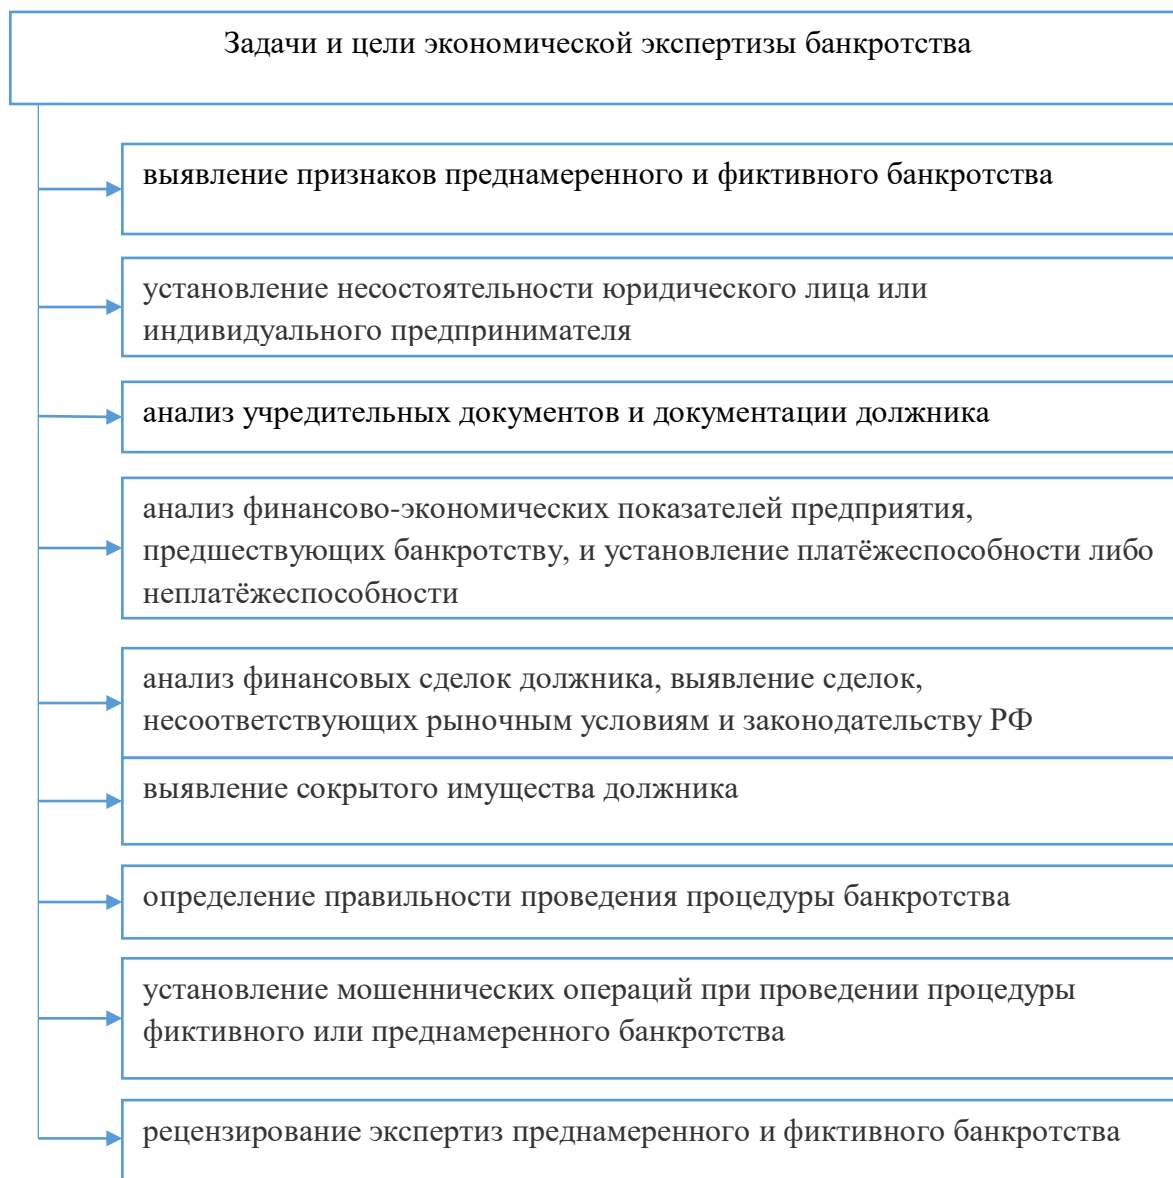 Задачи и цели экономической экспертизы банкротства
выявление признаков преднамеренного и фиктивного банкротства
установление несостоятельности юридического лица или
индивидуального предпринимателя
анализ учредительных документов и документации должника
анализ финансово-экономических показателей предприятия,
предшествующих банкротству, и установление платёжеспособности либо
неплатёжеспособности
анализ финансовых сделок должника, выявление сделок,
несоответствующих рыночным условиям и законодательству РФ
выявление сокрытого имущества должника
определение правильности проведения процедуры банкротства
установление мошеннических операций при проведении процедуры
фиктивного или преднамеренного банкротства
рецензирование экспертиз преднамеренного и фиктивного банкротства